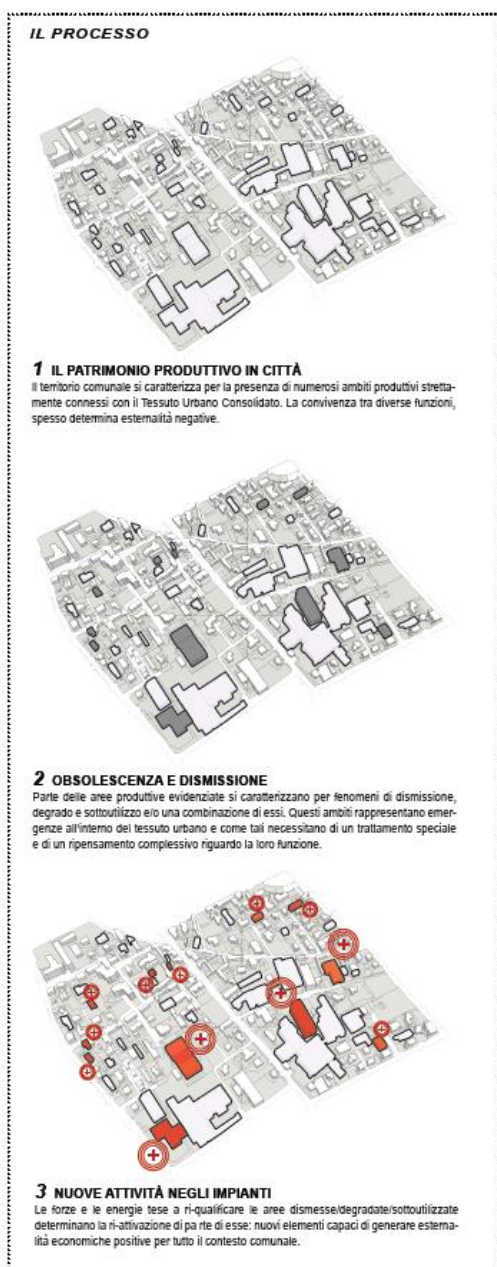 IL PROCESSO
1 IL PATRIMONIO PRODUTTIVO IN CITTÀ
Il territorio comunale si caratterizza per la presenza di numerosi ambiti produttivi stretta-
mente connessi con il Tessuto Urbano Consolidato. La convivenza tra diverse funzioni,
spesso determina esternalità negative.
2 OBSOLESCENZA E DISMISSIONE
Parte delle aree produttive evidenziate si caratterizzano per fenomeni di dismissione,
degrado e sottoutilizzo e/o una combinazione di essi. Questi ambiti rappresentano emer-
genze all'interno del tessuto urbano e come tali necessitano di un trattamento speciale
e di un ripensamento complessivo riguardo la loro funzione.
3 NUOVE ATTIVITÀ NEGLI IMPIANTI
Le forze e le energie tese a ri-qualificare le aree dismesse/degradate/sottoutilizzate
determinano la ri-attivazione di pa rte di esse: nuovi elementi capaci di generare esterna-
lità economiche positive per tutto il contesto comunale.